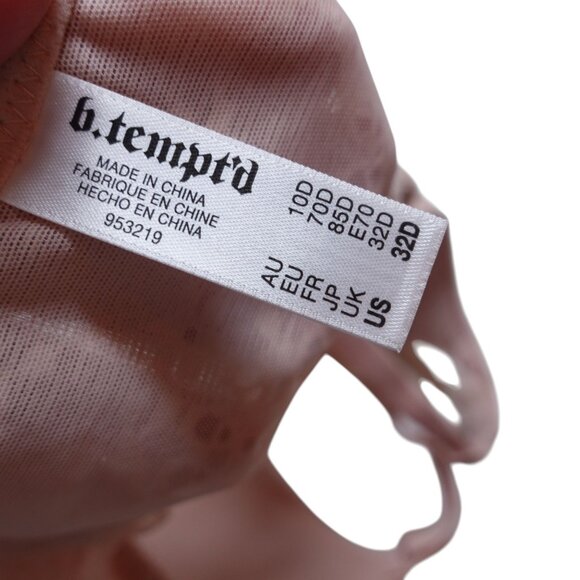 b.tempt'd
MADE IN CHINA
FABRIQUE EN CHINE
HECHO EN CHINA
953219
AU 10D
EU 70D
FR 85D
JP E70
UK 32D
US 32D